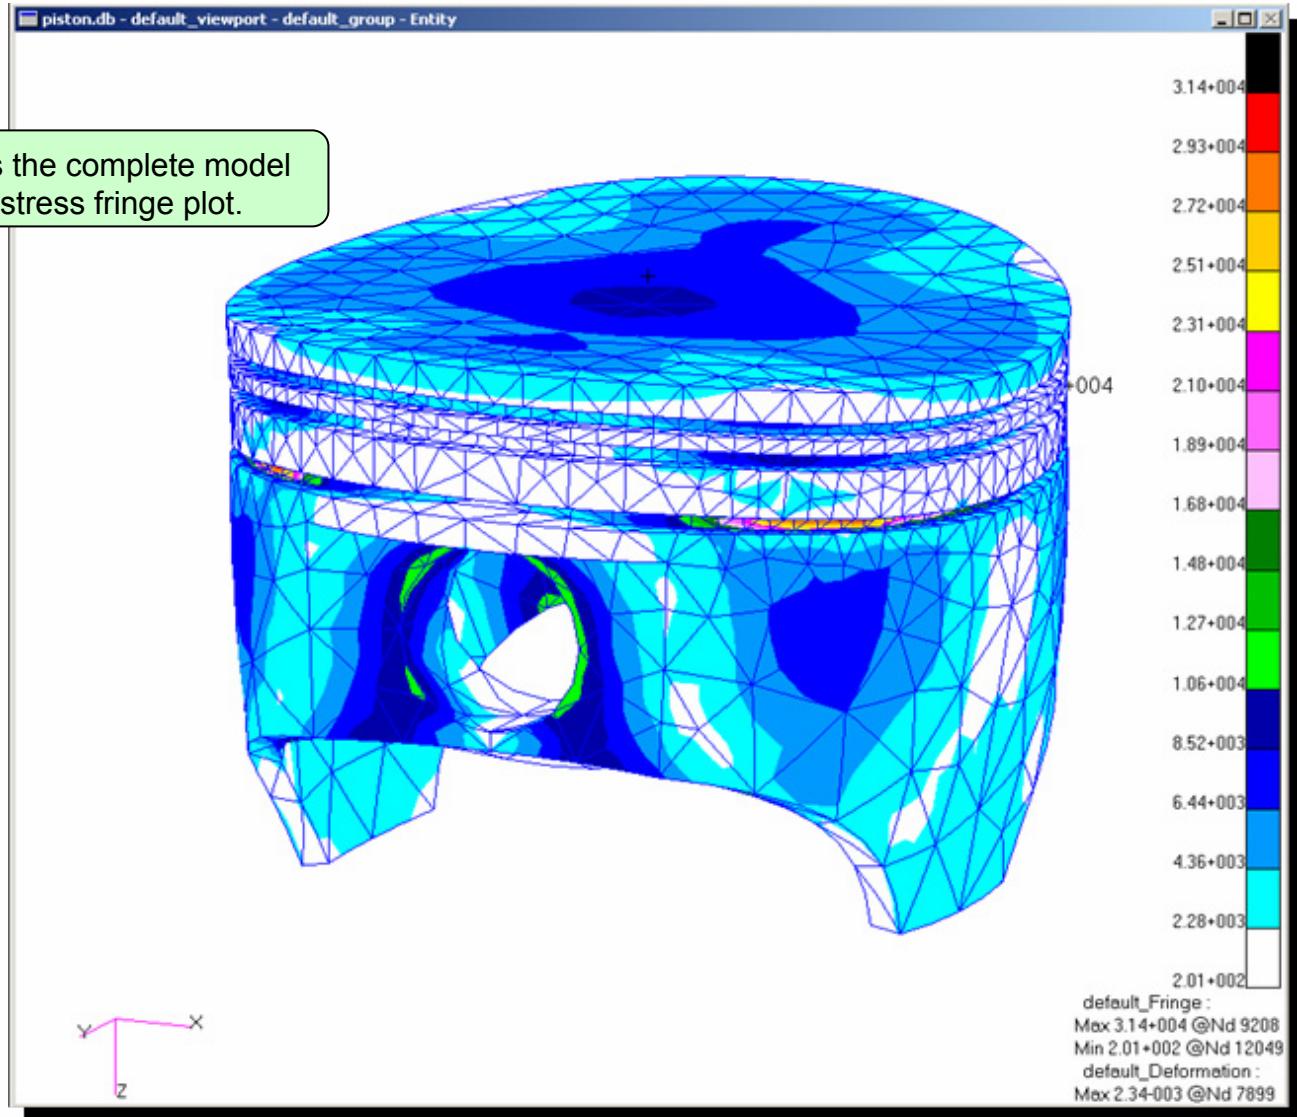 piston.db - default_viewport - default_group - Entity
s the complete model
stress fringe plot.
3.14+004
2.93+004
2.72+004
2.51+004
2.31+004
+004
2.10+004
1.89+004
1.68+004
1.48+004
1.27+004
1.06+004
8.52+003
6.44+003
4.36+003
2.28+003
2.01+002
default_Fringe :
Max 3.14+004 @Nd 9208
Min 2.01+002 @Nd 12049
default_Deformation :
Max 2.34-003 @Nd 7899
Y
X
Z